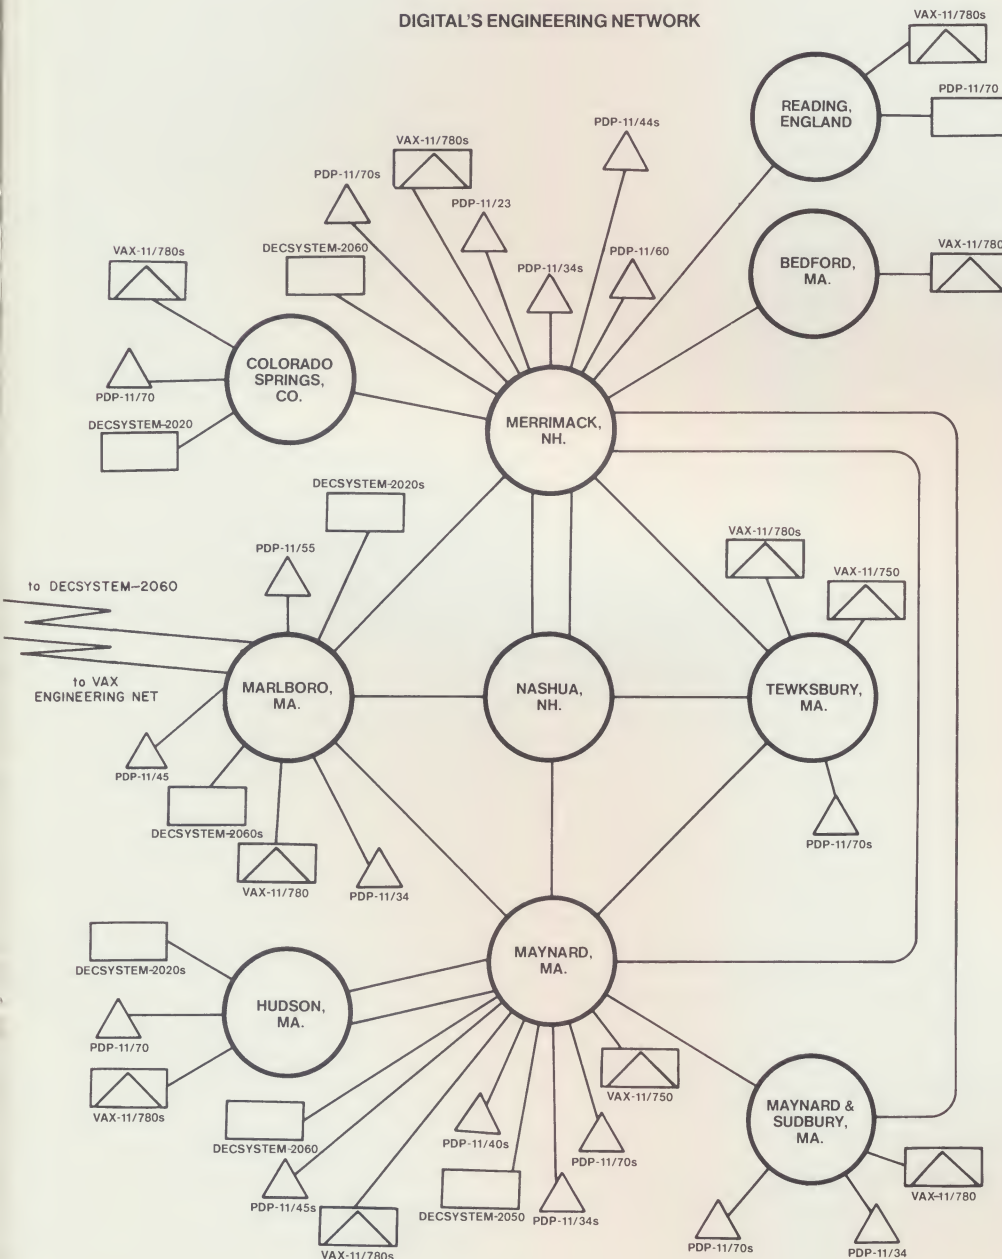 DIGITAL'S ENGINEERING NETWORK
VAX-11/780s
READING,
ENGLAND
PDP-11/70
PDP-11/44s
VAX-11/780s
PDP-11/70s
PDP-11/23
DECSYSTEM-2060
PDP-11/34s
PDP-11/60
BEDFORD,
MA.
VAX-11/780
VAX-11/780s
COLORADO
SPRINGS,
CO.
PDP-11/70
DECSYSTEM-2020
MERRIMACK,
NH.
DECSYSTEM-2020s
PDP-11/55
to DECSYSTEM-2060
to VAX
ENGINEERING NET
MARLBORO,
MA.
NASHUA,
NH.
VAX-11/780s
VAX-11/750
TEWKSBURY,
MA.
PDP-11/45
DECSYSTEM-2060s
VAX-11/780
PDP-11/34
PDP-11/70s
MAYNARD,
MA.
DECSYSTEM-2020s
HUDSON,
MA.
PDP-11/70
VAX-11/780s
DECSYSTEM-2060
PDP-11/45s
VAX-11/780s
PDP-11/40s
DECSYSTEM-2050
PDP-11/34s
PDP-11/70s
VAX-11/750
MAYNARD &
SUDBURY,
MA.
VAX-11/780
PDP-11/70s
PDP-11/34